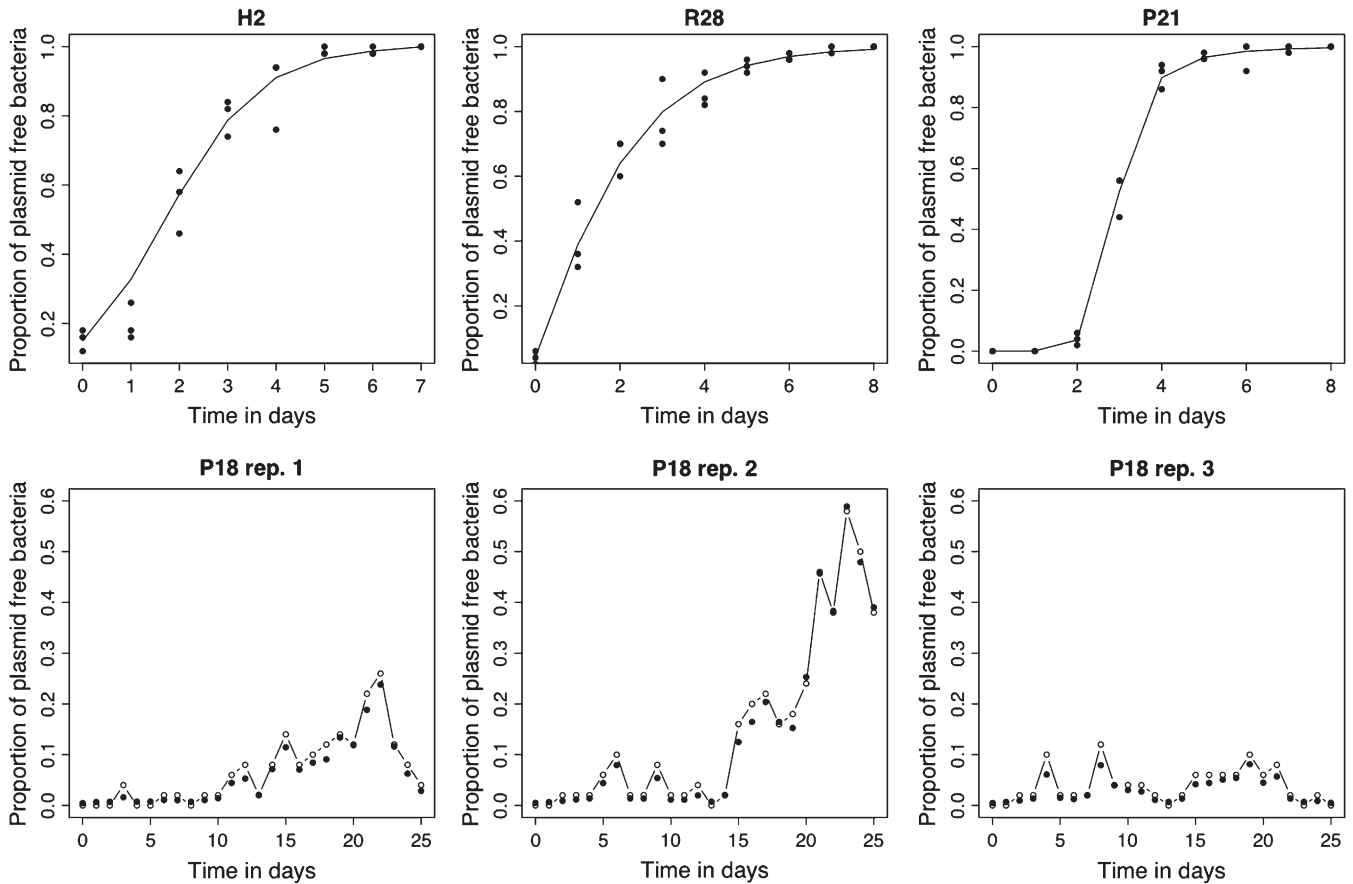 H2
Proportion of plasmid free bacteria
1.0
0.8
0.6
0.4
0.2
0 1 2 3 4 5 6 7
Time in days
R28
Proportion of plasmid free bacteria
1.0
0.8
0.6
0.4
0.2
0 2 4 6 8
Time in days
P21
Proportion of plasmid free bacteria
1.0
0.8
0.6
0.4
0.2
0.0
0 2 4 6 8
Time in days
P18 rep. 1
Proportion of plasmid free bacteria
0.6
0.5
0.4
0.3
0.2
0.1
0.0
0 5 10 15 20 25
Time in days
P18 rep. 2
Proportion of plasmid free bacteria
0.6
0.5
0.4
0.3
0.2
0.1
0.0
0 5 10 15 20 25
Time in days
P18 rep. 3
Proportion of plasmid free bacteria
0.6
0.5
0.4
0.3
0.2
0.1
0.0
0 5 10 15 20 25
Time in days